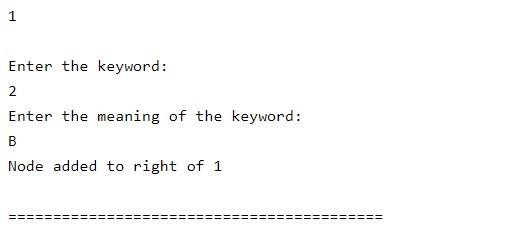 1
Enter the keyword:
2
Enter the meaning of the keyword:
B
Node added to right of 1
==========================================